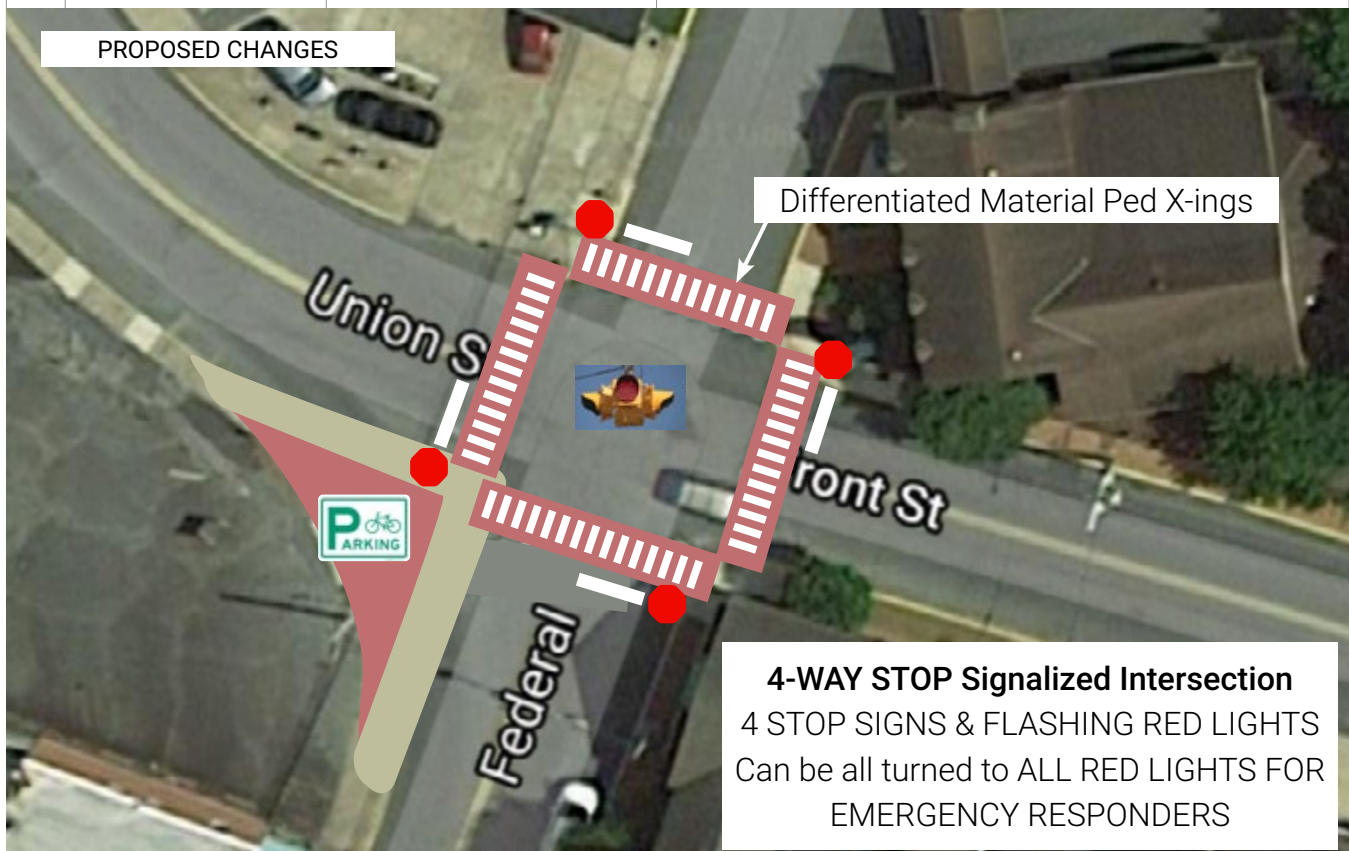 PROPOSED CHANGES
Differentiated Material Ped X-ings
Union S
ront St
PARKING
Federal
4-WAY STOP Signalized Intersection
4 STOP SIGNS & FLASHING RED LIGHTS
Can be all turned to ALL RED LIGHTS FOR
EMERGENCY RESPONDERS